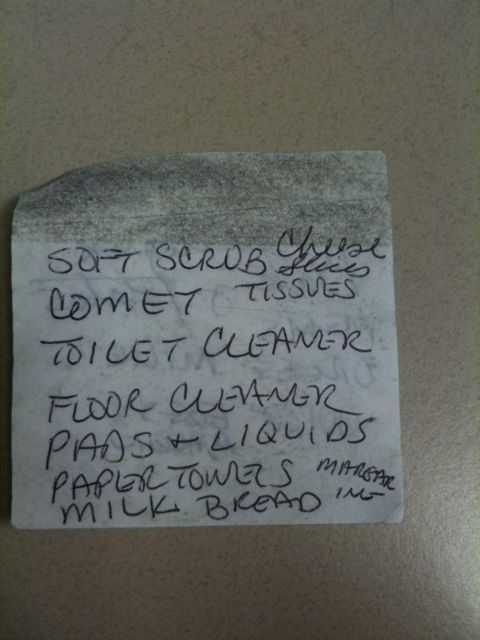 SOFT SCRUB Cheese
Slices
COMET TISSUES
TOILET CLEANER
FLOOR CLEANER
PADS + LIQUIDS
PAPER TOWELS MARGAR
INE
MILK BREAD